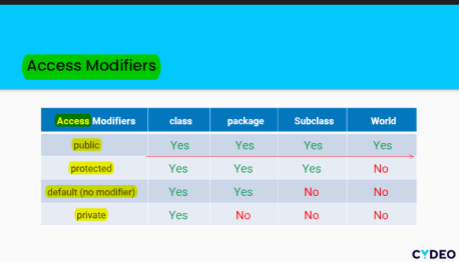 Access Modifiers
Access Modifiers class package Subclass World
public Yes Yes Yes Yes
protected Yes Yes Yes No
default (no modifier) Yes Yes No No
private Yes No No No
CYDEO